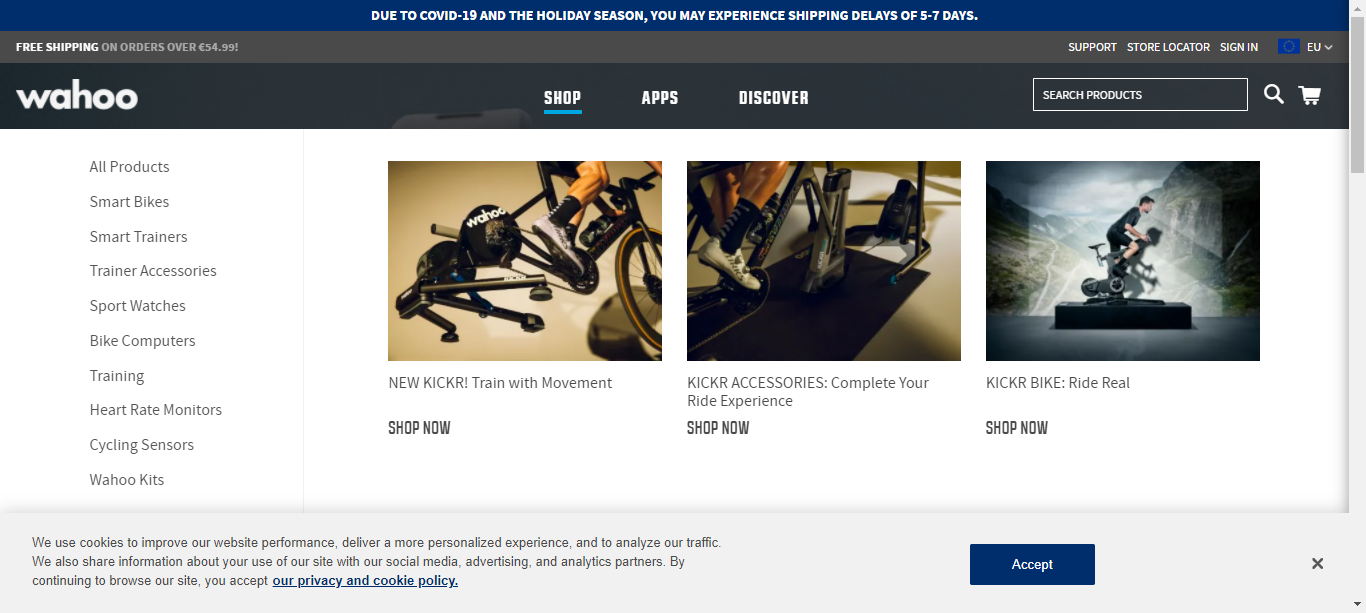 DUE TO COVID-19 AND THE HOLIDAY SEASON, YOU MAY EXPERIENCE SHIPPING DELAYS OF 5-7 DAYS.
FREE SHIPPING ON ORDERS OVER €54.99!
SUPPORT STORE LOCATOR SIGN IN EU
wahoo
SHOP APPS DISCOVER
SEARCH PRODUCTS
All Products
Smart Bikes
Smart Trainers
Trainer Accessories
Sport Watches
Bike Computers
Training
Heart Rate Monitors
Cycling Sensors
Wahoo Kits
wahoo
KICKR
NEW KICKR! Train with Movement
SHOP NOW
KICKR
KICKR ACCESSORIES: Complete Your
Ride Experience
SHOP NOW
KICKR BIKE: Ride Real
SHOP NOW
We use cookies to improve our website performance, deliver a more personalized experience, and to analyze our traffic.
We also share information about your use of our site with our social media, advertising, and analytics partners. By
continuing to browse our site, you accept our privacy and cookie policy.
Accept